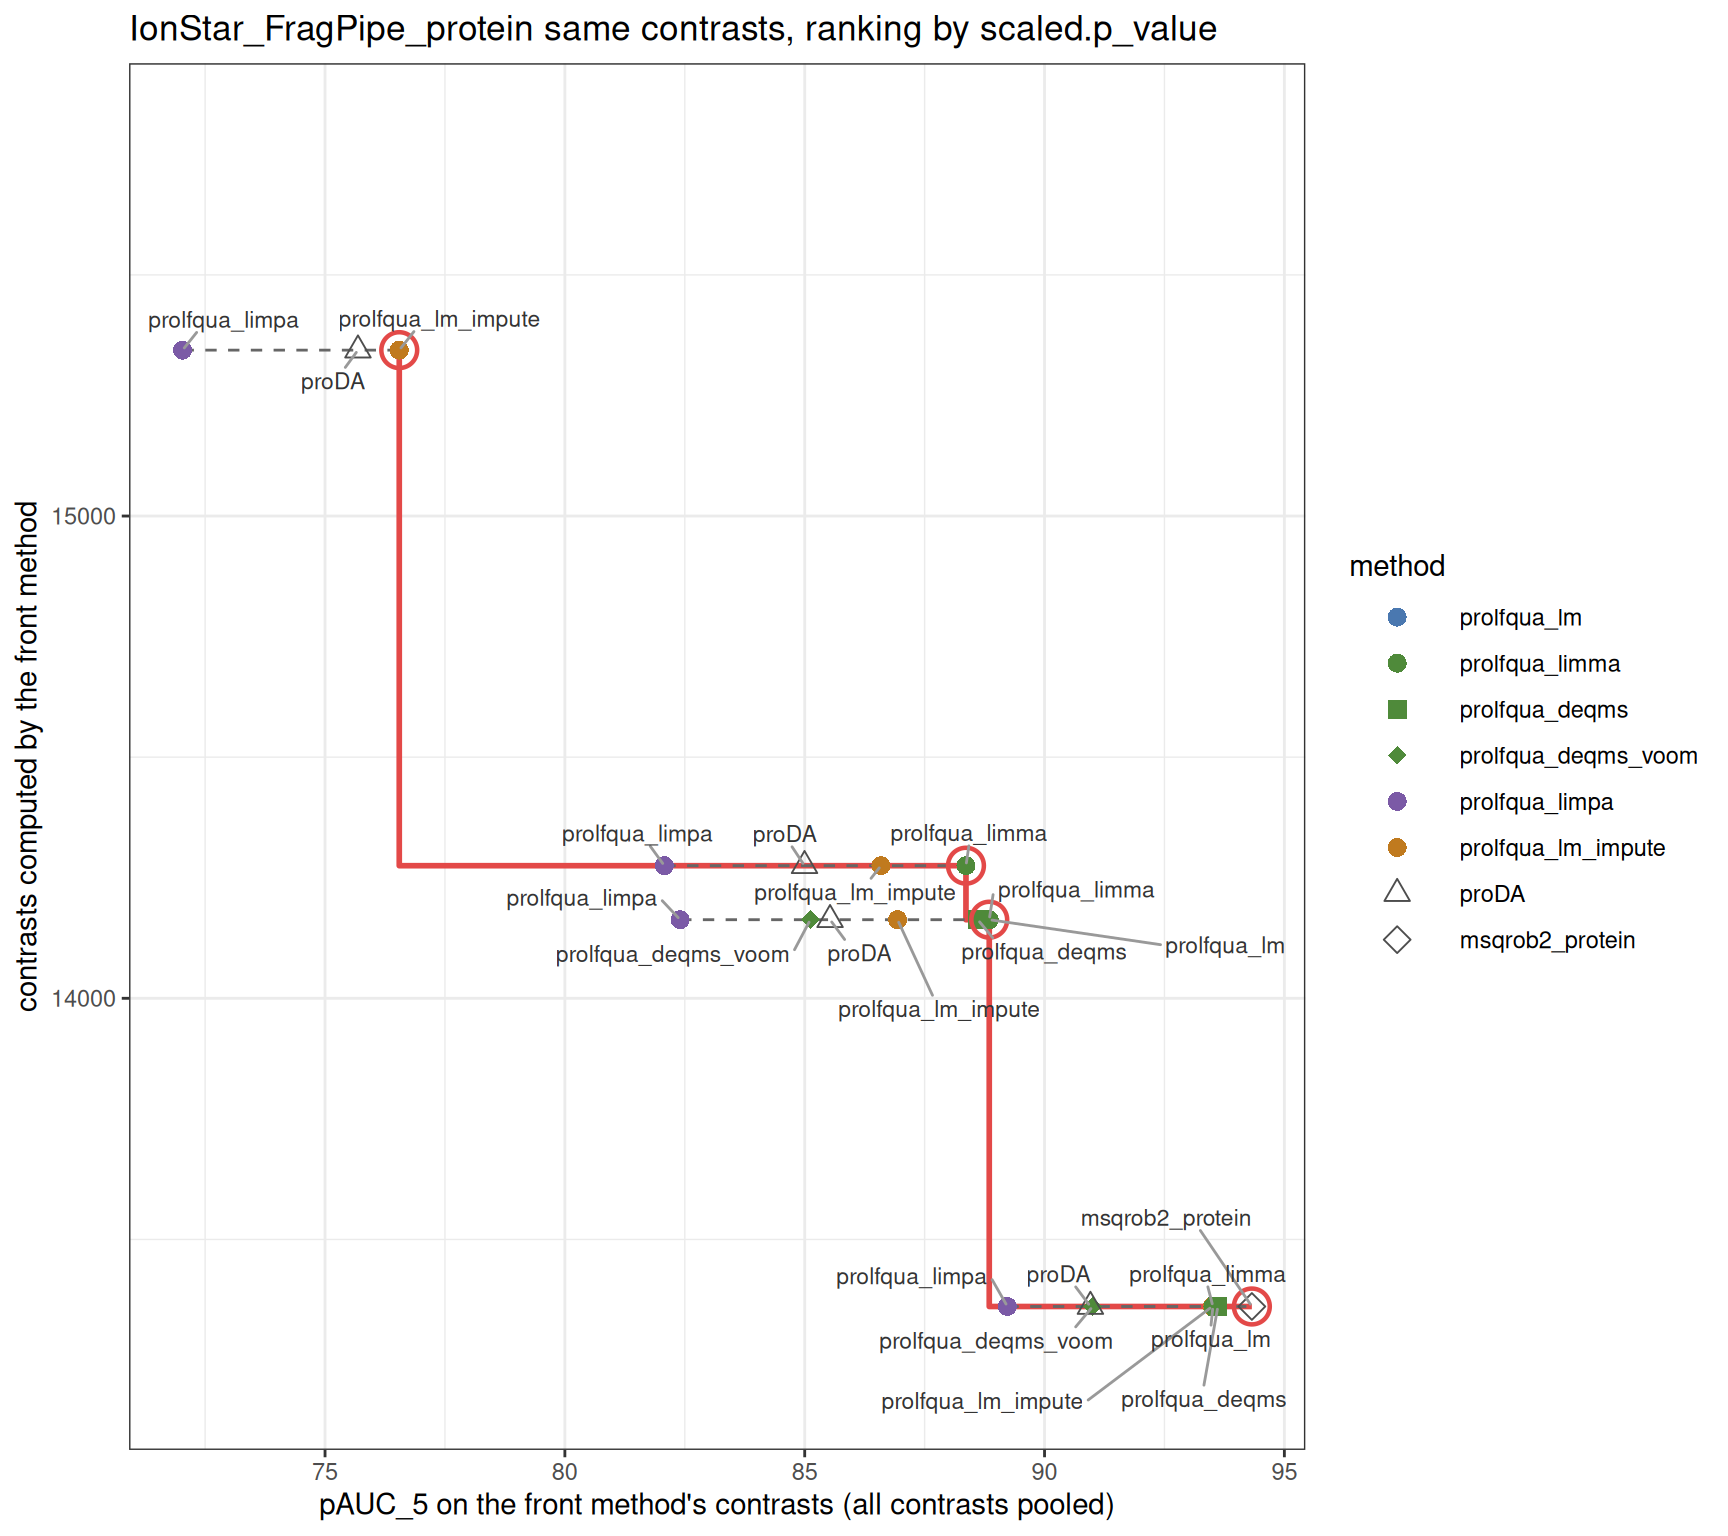 IonStar_FragPipe_protein same contrasts, ranking by scaled.p_value
contrasts computed by the front method
15000
14000
prolfqua_limpa
prolfqua_lm_impute
proDA
prolfqua_limpa
proDA
prolfqua_limma
prolfqua_lm_impute
prolfqua_limma
prolfqua_limpa
prolfqua_deqms_voom
proDA
prolfqua_deqms
prolfqua_lm
prolfqua_lm_impute
msqrob2_protein
prolfqua_limpa
proDA
prolfqua_limma
prolfqua_deqms_voom
prolfqua_lm
prolfqua_lm_impute
prolfqua_deqms
75
80
85
90
95
pAUC_5 on the front method's contrasts (all contrasts pooled)
method
prolfqua_lm
prolfqua_limma
prolfqua_deqms
prolfqua_deqms_voom
prolfqua_limpa
prolfqua_lm_impute
proDA
msqrob2_protein